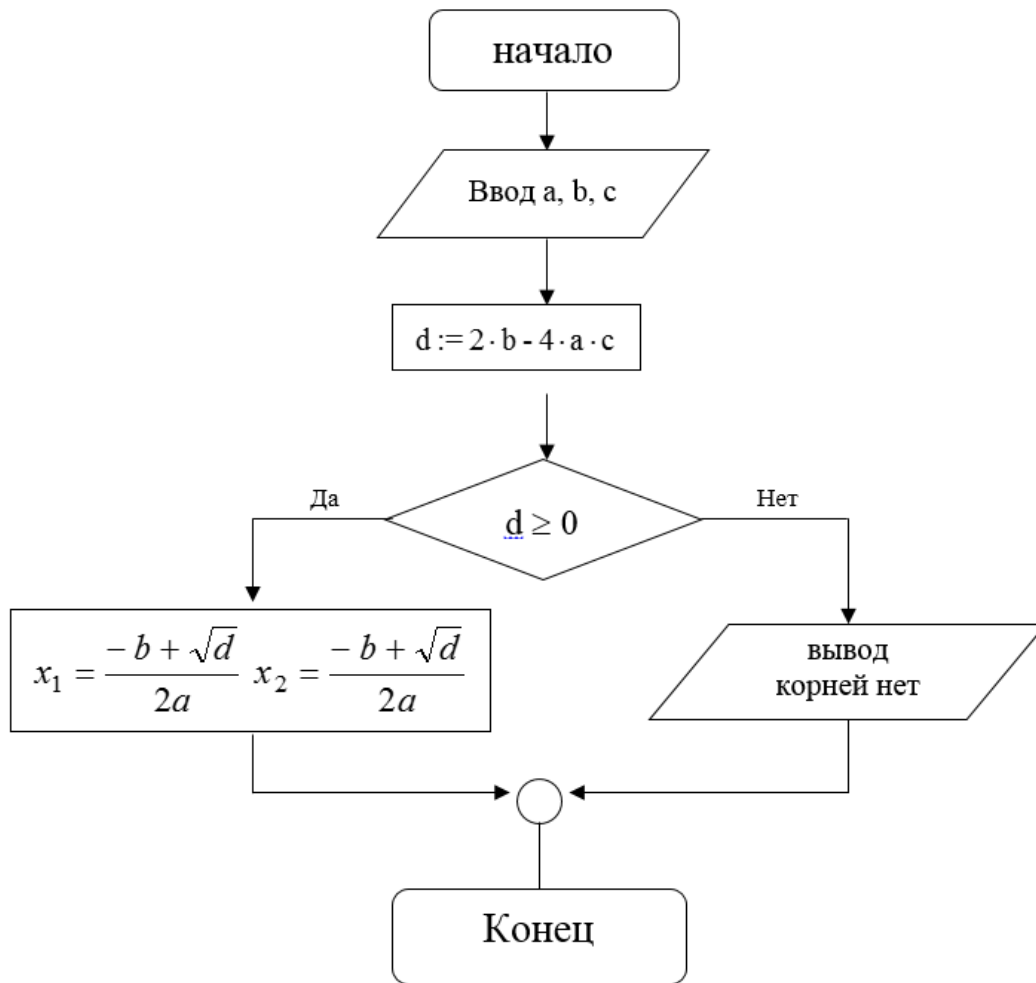 начало
Ввод a, b, c
d := 2 · b - 4 · a · c
Да
Нет
d ≥ 0
x₁ = (-b + √d)/2a x₂ = (-b + √d)/2a
вывод
корней нет
Конец